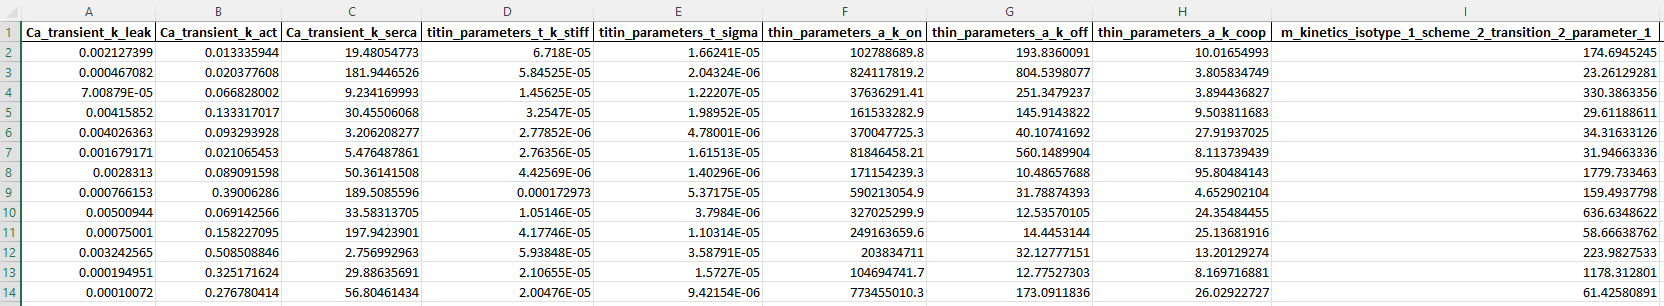 A B C D E F G H I
1 Ca_transient_k_leak Ca_transient_k_act Ca_transient_k_serca titin_parameters_t_k_stiff titin_parameters_t_sigma thin_parameters_a_k_on thin_parameters_a_k_off thin_parameters_a_k_coop m_kinetics_isotype_1_scheme_2_transition_2_parameter_1
2 0.002127399 0.013335944 19.48054773 6.718E-05 1.66241E-05 102788689.8 193.8360091 10.01654993 174.6945245
3 0.000467082 0.020377608 181.9446526 5.84525E-05 2.04324E-06 824117819.2 804.5398077 3.805834749 23.26129281
4 7.00879E-05 0.066828002 9.234169993 1.45625E-05 1.22207E-05 37636291.41 251.3479237 3.894436827 330.3863356
5 0.00415852 0.133317017 30.45506068 3.2547E-05 1.98952E-05 161533282.9 145.9143822 9.503811683 29.61188611
6 0.004026363 0.093293928 3.206208277 2.77852E-06 4.78001E-06 370047725.3 40.10741692 27.91937025 34.31633126
7 0.001679171 0.021065453 5.476487861 2.76356E-05 1.61513E-05 81846458.21 560.1489904 8.113739439 31.94663336
8 0.0028313 0.089091598 50.36141508 4.42569E-06 1.40296E-06 171154239.3 10.48657688 95.80484143 1779.733463
9 0.000766153 0.39006286 189.5085596 0.000172973 5.37175E-05 590213054.9 31.78874393 4.652902104 159.4937798
10 0.00500944 0.069142566 33.58313705 1.05146E-05 3.7984E-06 327025299.9 12.53570105 24.35484455 636.6348622
11 0.00075001 0.158227095 197.9423901 4.17746E-05 1.10314E-05 249163659.6 14.4453144 25.13681916 58.66638762
12 0.003242565 0.508508846 2.756992963 5.93848E-05 3.58791E-05 203834711 32.12777151 13.20129274 223.9827533
13 0.000194951 0.325171624 29.88635691 2.10655E-05 1.5727E-05 104694741.7 12.77527303 8.169716881 1178.312801
14 0.00010072 0.276780414 56.80461434 2.00476E-05 9.42154E-06 773455010.3 173.0911836 26.02922727 61.42580891